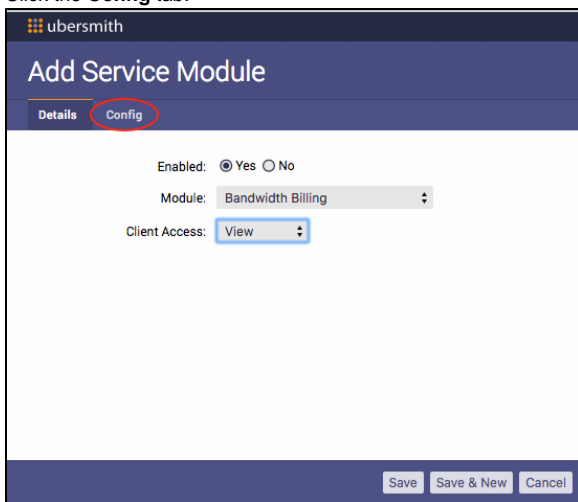 Click the Config tab.
ubersmith
Add Service Module
Details Config
Enabled: Yes No
Module: Bandwidth Billing
Client Access: View
Save Save & New Cancel